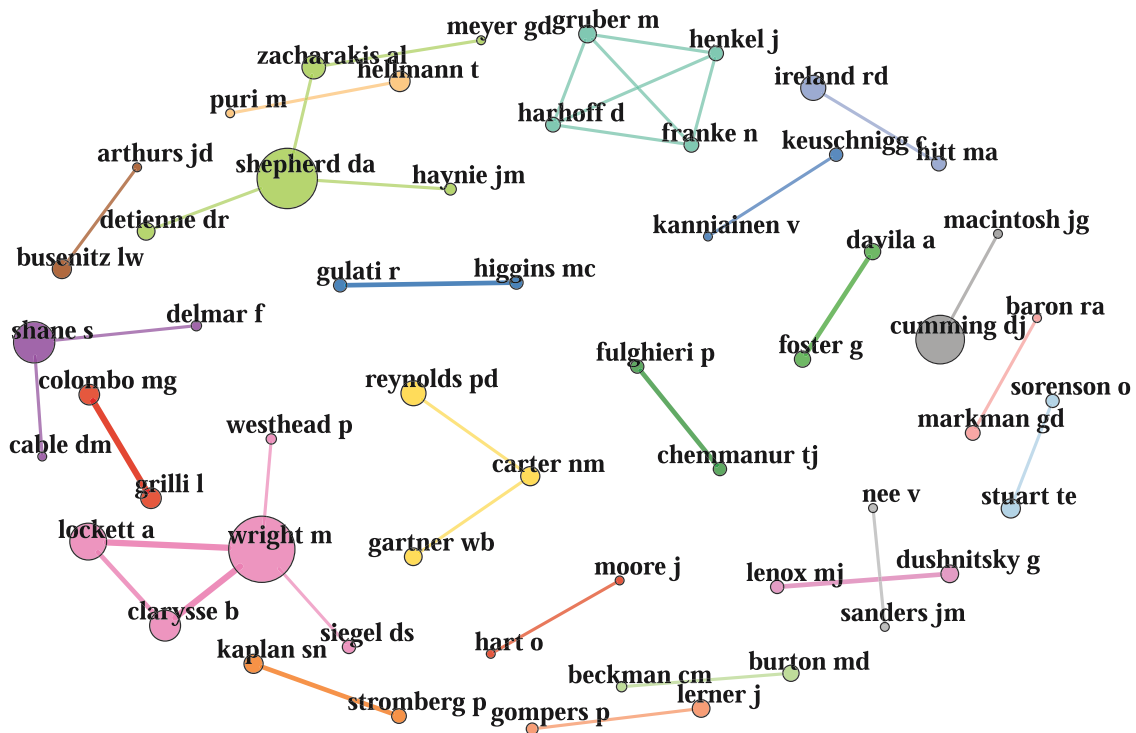 meyer gd
gruber m
henkel j
zacharakis al
hellmann t
ireland rd
puri m
harhoff d
franke n
keuschnigg c
hitt ma
arthurs jd
shepherd da
haynie jm
detienne dr
kanniainen v
macintosh jg
busenitz lw
davila a
gulati r
higgins mc
delmar f
baron ra
shane s
cumming dj
fulghieri p
foster g
colombo mg
reynolds pd
sorenson o
westhead p
markman gd
cable dm
carter nm
chemmanur tj
grilli l
nee v
stuart te
lockett a
wright m
gartner wb
moore j
lenox mj
dushnitsky g
clarysse b
siegel ds
sanders jm
kaplan sn
hart o
beckman cm
burton md
stromberg p
gompers p
lerner j